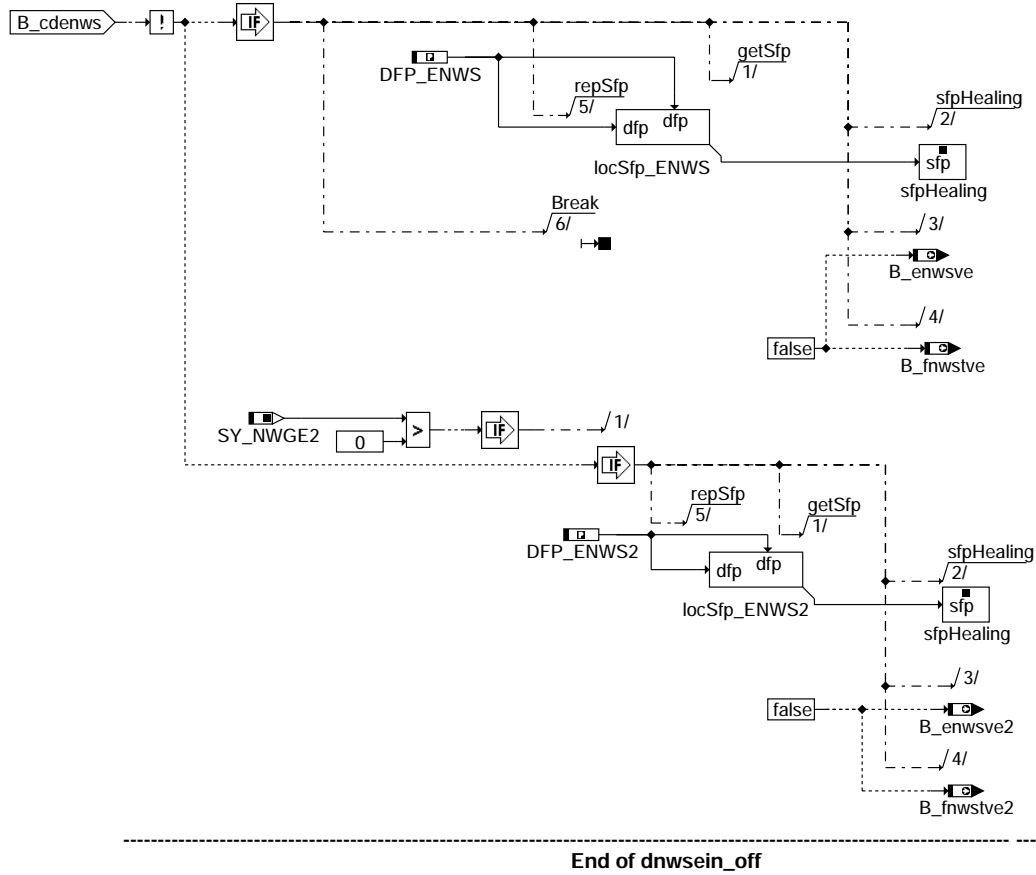 B_cdenws
!
IF
getSfp
1/
DFP_ENWS
repSfp
5/
sfpHealing
2/
dfp
dfp
locSfp_ENWS
sfp
sfpHealing
Break
6/
3/
B_enwsve
4/
false
B_fnwstve
SY_NWGE2
0
>
IF
1/
IF
repSfp
5/
getSfp
1/
DFP_ENWS2
dfp
dfp
locSfp_ENWS2
sfpHealing
2/
sfp
sfpHealing
3/
false
B_enwsve2
4/
B_fnwstve2
End of dnwsein_off